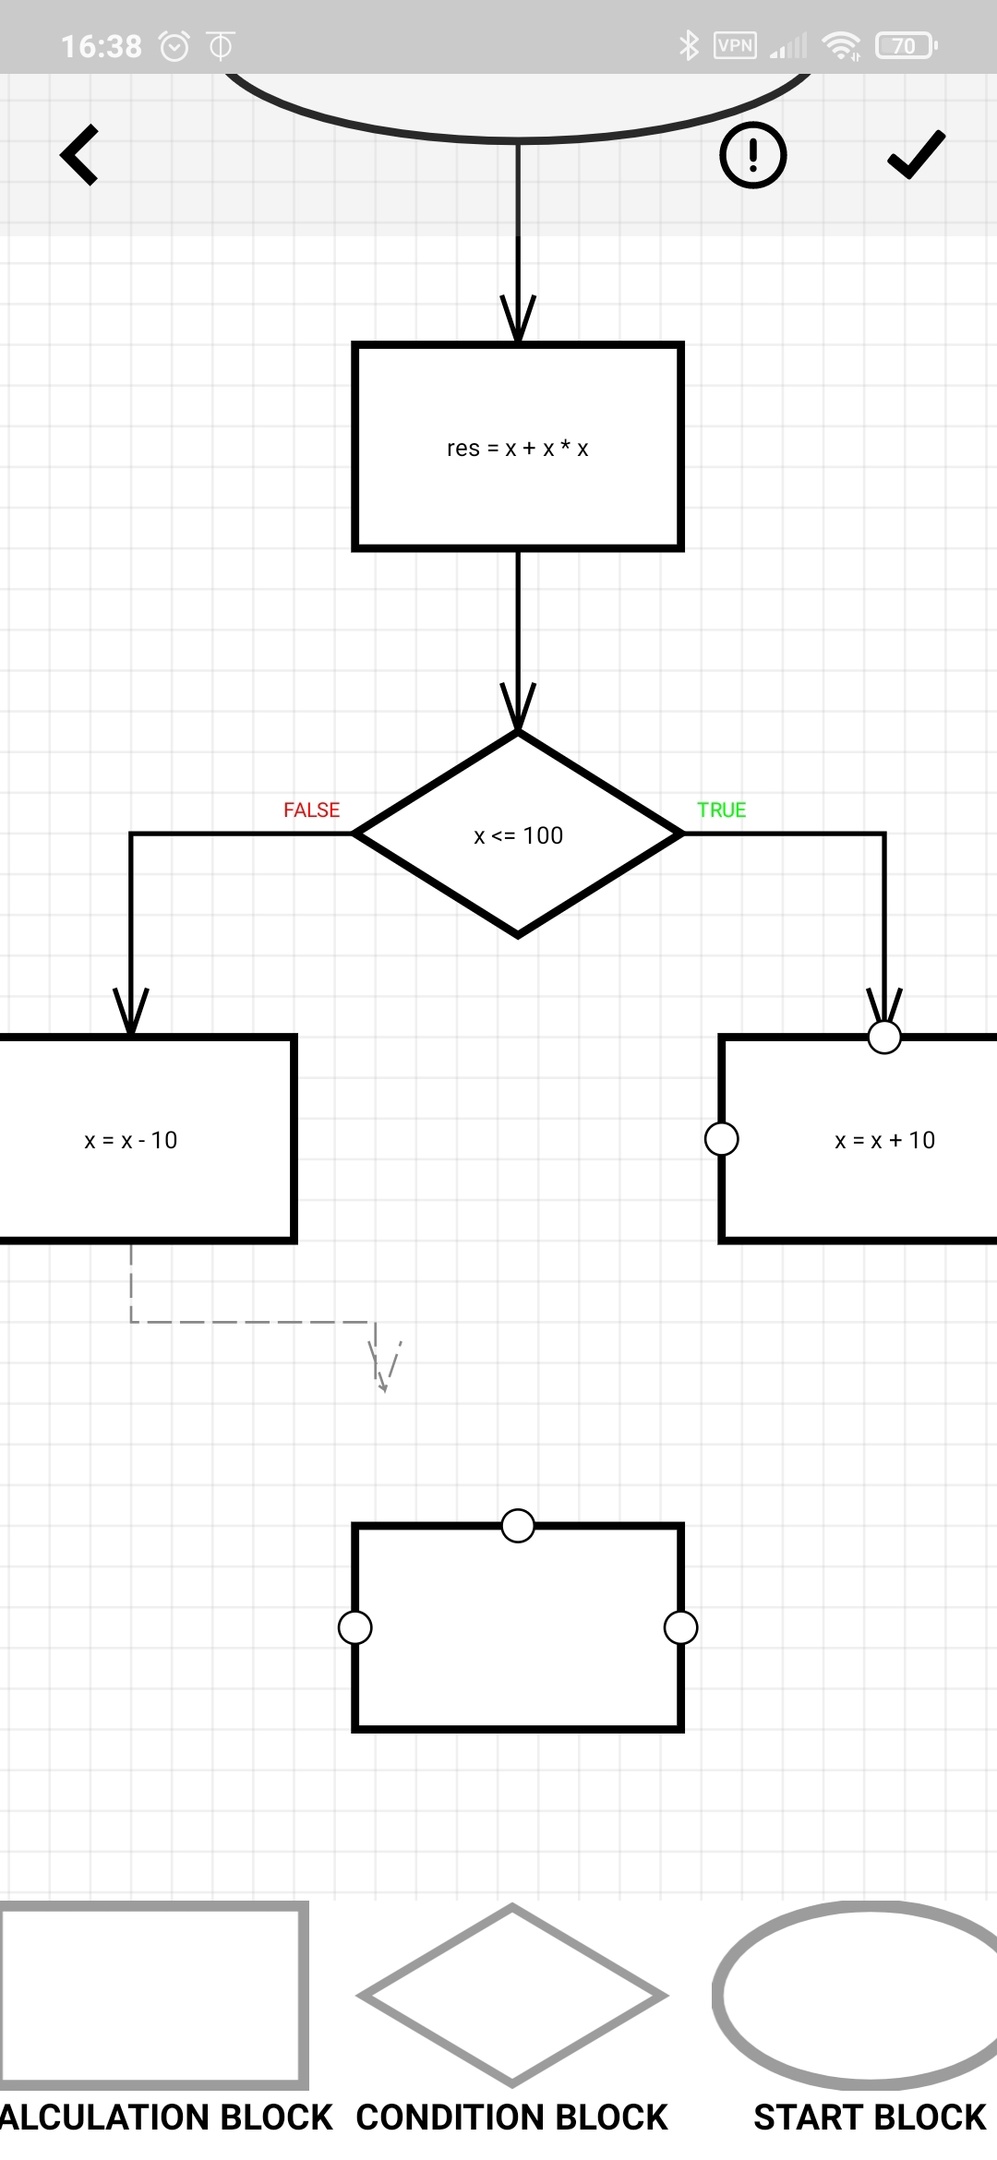 16:38
VPN
70
res = x + x * x
FALSE
TRUE
x <= 100
x = x - 10
x = x + 10
ALCULATION BLOCK
CONDITION BLOCK
START BLOCK